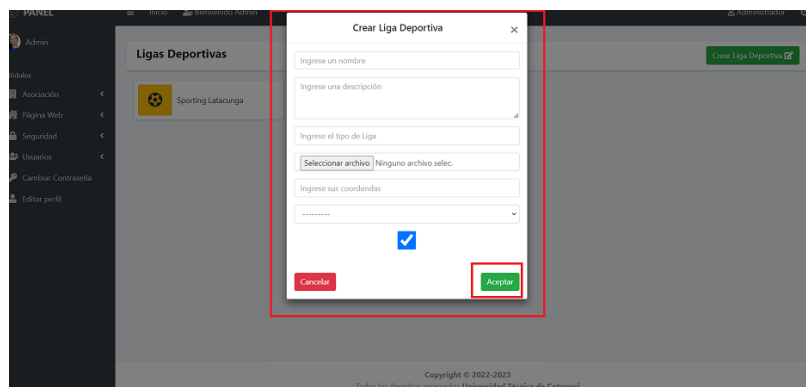 PANEL
Inicio
Bienvenido Admin
Administrador
Admin
Módulos
Asociación
Página Web
Seguridad
Usuarios
Cambiar Contraseña
Editar perfil
Ligas Deportivas
Crear Liga Deportiva
Sporting Latacunga
Crear Liga Deportiva
×
Ingrese un nombre
Ingrese una descripción
Ingrese el tipo de Liga
Seleccionar archivo Ninguno archivo selec.
Ingrese sus coordendas
---------
Cancelar
Aceptar
Copyright © 2022-2023
Todos los derechos reservados Universidad Técnica de Cotopaxi